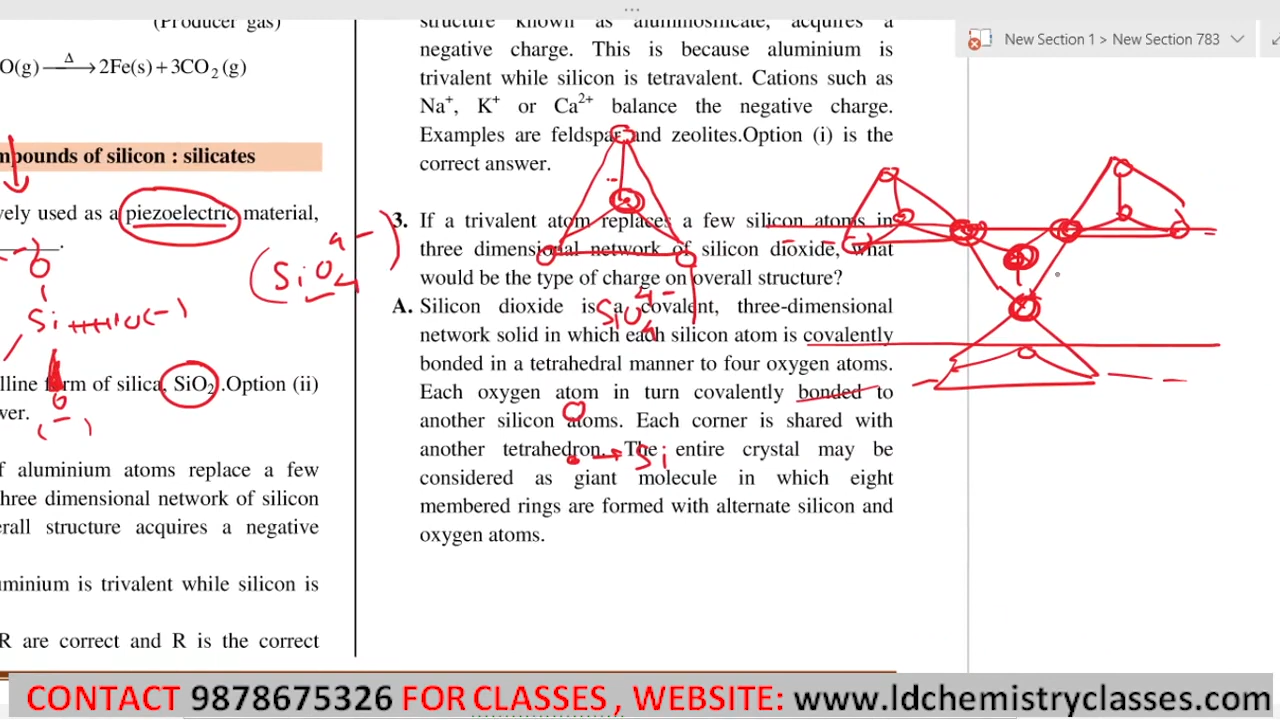 (Producer gas)
O(g) —Δ→ 2Fe(s) + 3CO2 (g)
mpounds of silicon : silicates
vely used as a piezoelectric material,
.
(SiO4 4-)
O
Si O(-)
O
(-)
lline form of silica, SiO2 .Option (ii)
wer.
f aluminium atoms replace a few
hree dimensional network of silicon
erall structure acquires a negative
uminium is trivalent while silicon is
R are correct and R is the correct
structure known as aluminosilicate, acquires a
negative charge. This is because aluminium is
trivalent while silicon is tetravalent. Cations such as
Na+, K+ or Ca2+ balance the negative charge.
Examples are feldspar and zeolites.Option (i) is the
correct answer.
3. If a trivalent atom replaces a few silicon atoms in
three dimensional network of silicon dioxide, what
would be the type of charge on overall structure?
A. Silicon dioxide is a covalent, three-dimensional
network solid in which each silicon atom is covalently
bonded in a tetrahedral manner to four oxygen atoms.
Each oxygen atom in turn covalently bonded to
another silicon atoms. Each corner is shared with
another tetrahedron. The entire crystal may be
considered as giant molecule in which eight
membered rings are formed with alternate silicon and
oxygen atoms.
SiO4 4-
O
→ Si
New Section 1 > New Section 783
CONTACT 9878675326 FOR CLASSES , WEBSITE: www.ldchemistryclasses.com